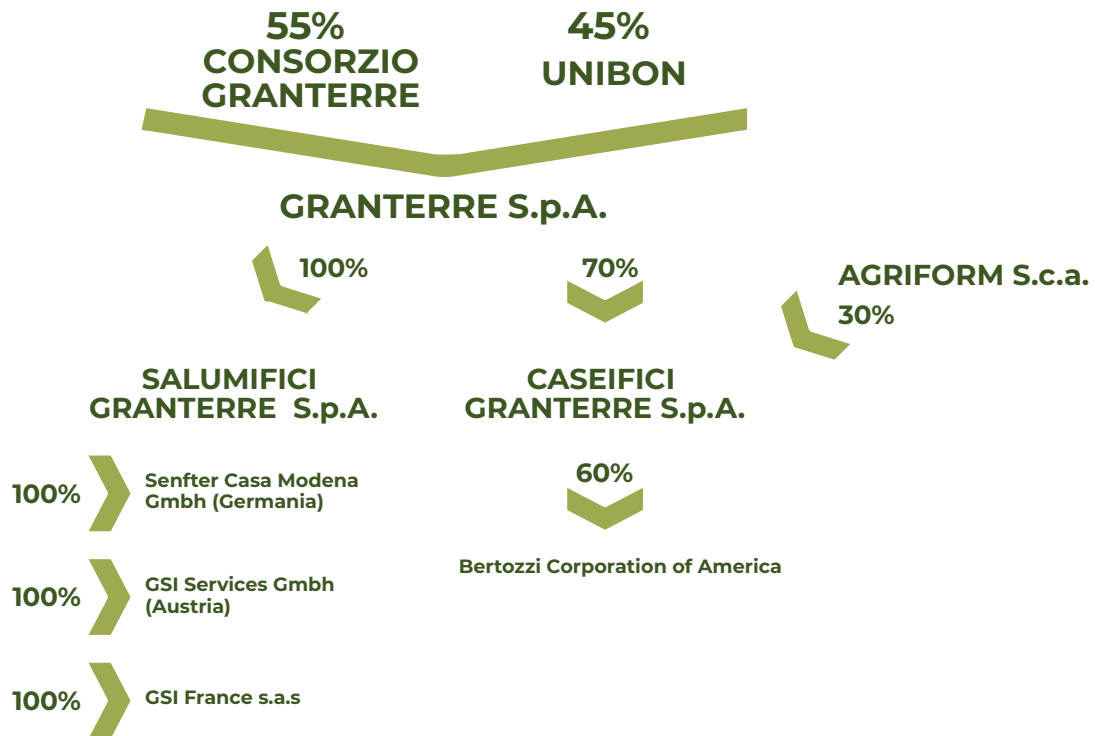 55%
CONSORZIO
GRANTERRE
45%
UNIBON
GRANTERRE S.p.A.
100%
70%
AGRIFORM S.c.a.
30%
SALUMIFICI
GRANTERRE S.p.A.
CASEIFICI
GRANTERRE S.p.A.
100%
Senfter Casa Modena
Gmbh (Germania)
60%
Bertozzi Corporation of America
100%
GSI Services Gmbh
(Austria)
100%
GSI France s.a.s